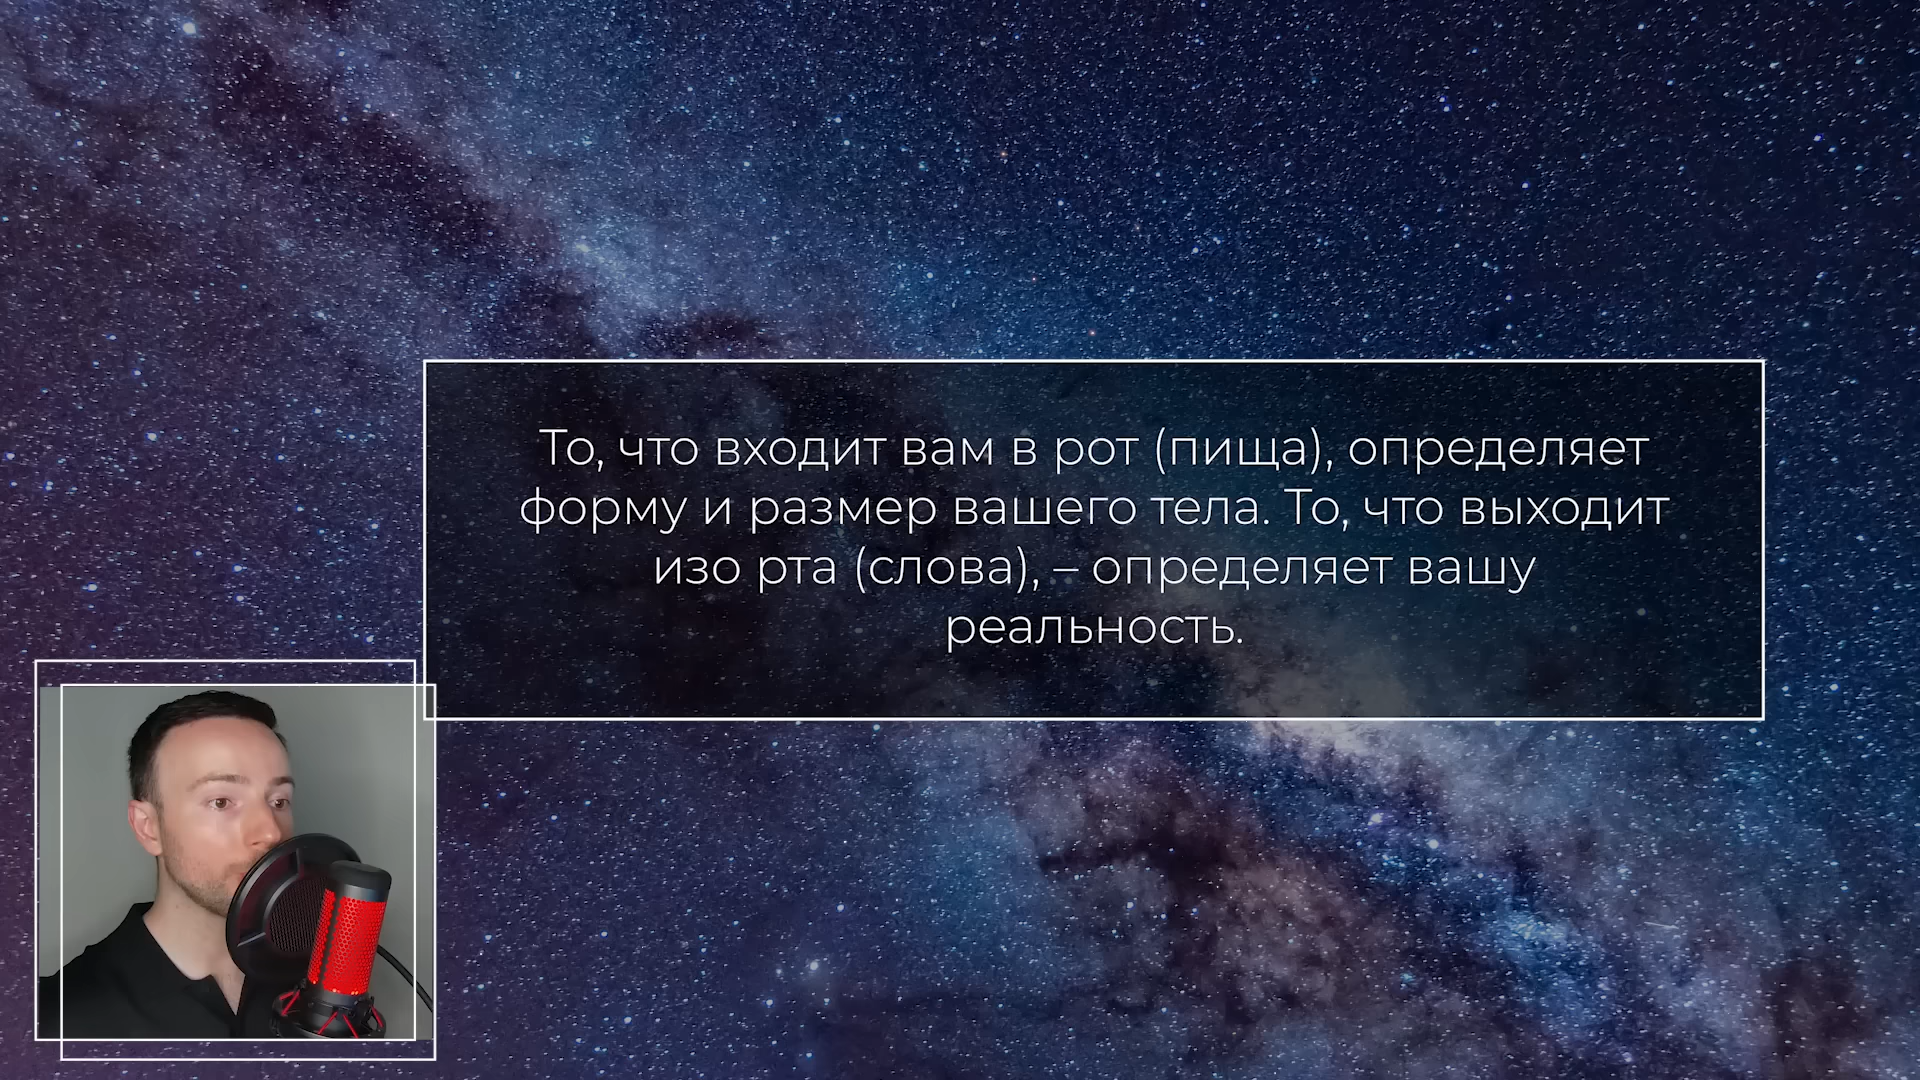 То, что входит вам в рот (пища), определяет
форму и размер вашего тела. То, что выходит
изо рта (слова), – определяет вашу
реальность.